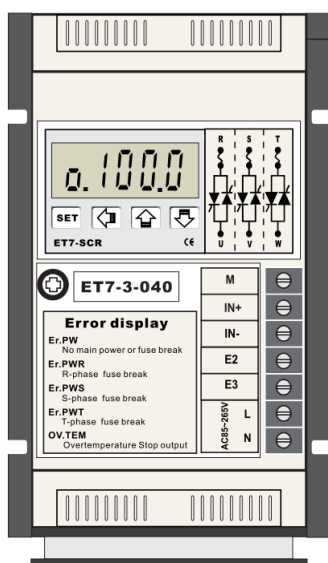 R S T
o.100.0
SET
ET7-SCR CE
U V W
ET7-3-040
Error display
Er.PW
No main power or fuse break
Er.PWR
R-phase fuse break
Er.PWS
S-phase fuse break
Er.PWT
T-phase fuse break
OV.TEM
Overtemperature Stop output
M
IN+
IN-
E2
E3
AC85~265V
L
N